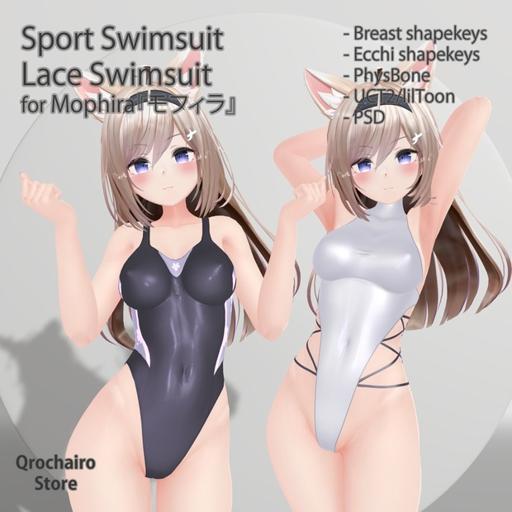 Sport Swimsuit
Lace Swimsuit
for Mophira『モフィラ』
- Breast shapekeys
- Ecchi shapekeys
- PhysBone
- UCT2/lilToon
- PSD
Qrochairo
Store